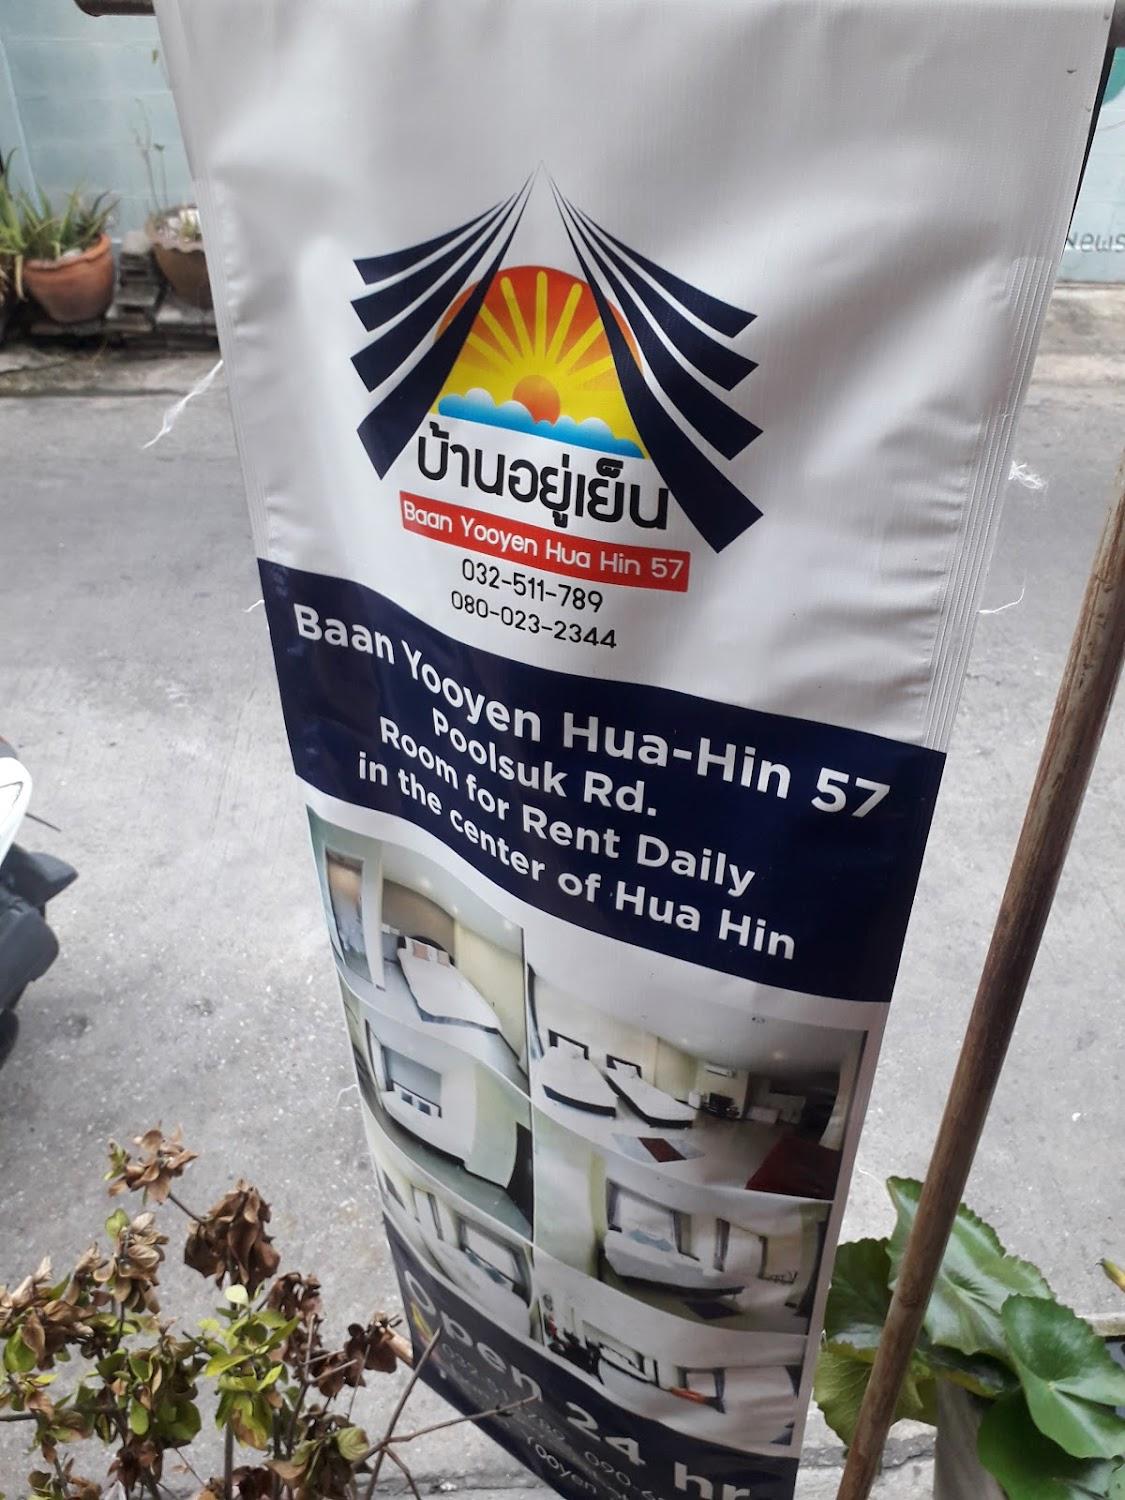 บ้านอยู่เย็น
Baan Yooyen Hua Hin 57
032-511-789
080-023-2344
Baan Yooyen Hua-Hin 57
Poolsuk Rd.
Room for Rent Daily
in the center of Hua Hin
Open 24 hr